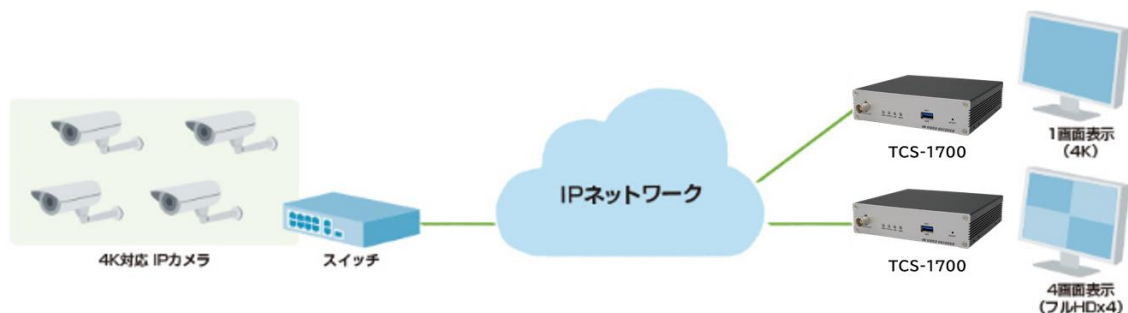 4K対応 IPカメラ
スイッチ
IPネットワーク
TCS-1700
1画面表示
(4K)
TCS-1700
4画面表示
(フルHDx4)